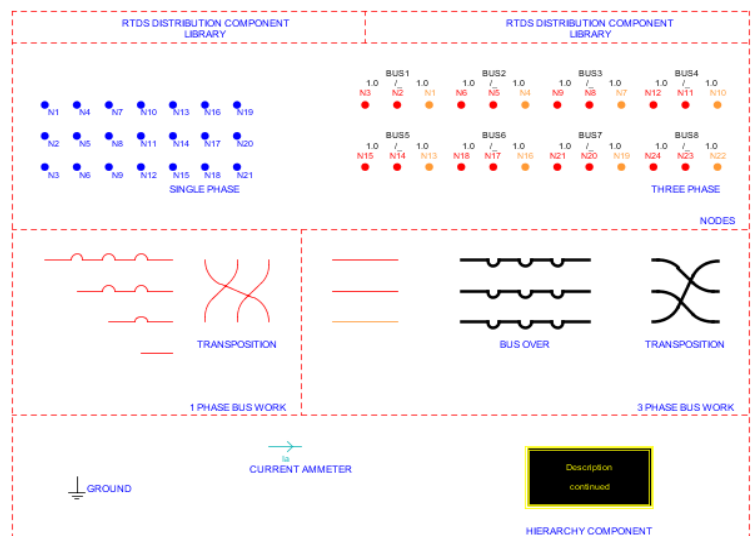 RTDS DISTRIBUTION COMPONENT
LIBRARY
RTDS DISTRIBUTION COMPONENT
LIBRARY
BUS1 BUS2 BUS3 BUS4
1.0 /_ 1.0 1.0 /_ 1.0 1.0 /_ 1.0 1.0 /_ 1.0
N3 N2 N1 N6 N5 N4 N9 N8 N7 N12 N11 N10
N1 N4 N7 N10 N13 N16 N19
BUS5 BUS6 BUS7 BUS8
1.0 /_ 1.0 1.0 /_ 1.0 1.0 /_ 1.0 1.0 /_ 1.0
N2 N5 N8 N11 N14 N17 N20
N15 N14 N13 N18 N17 N16 N21 N20 N19 N24 N23 N22
N3 N6 N9 N12 N15 N18 N21
SINGLE PHASE
THREE PHASE
NODES
TRANSPOSITION
BUS OVER
TRANSPOSITION
1 PHASE BUS WORK
3 PHASE BUS WORK
Ia
CURRENT AMMETER
GROUND
Description
continued
HIERARCHY COMPONENT